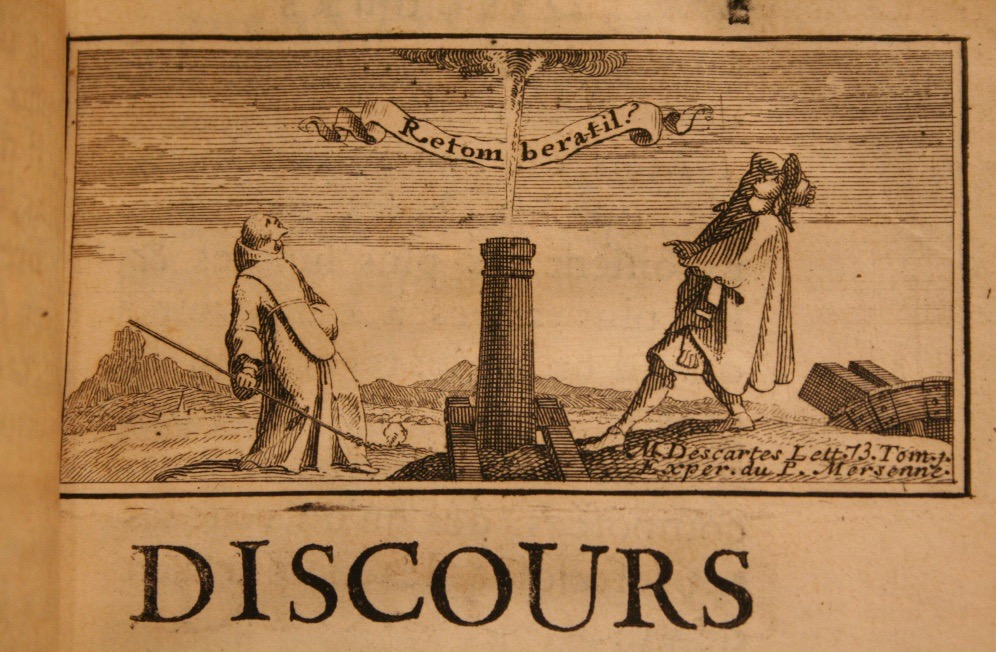 Retomberatil?
M. Descartes Lett. 73. Tom. 1.
Exper. du P. Mersenne.
DISCOURS